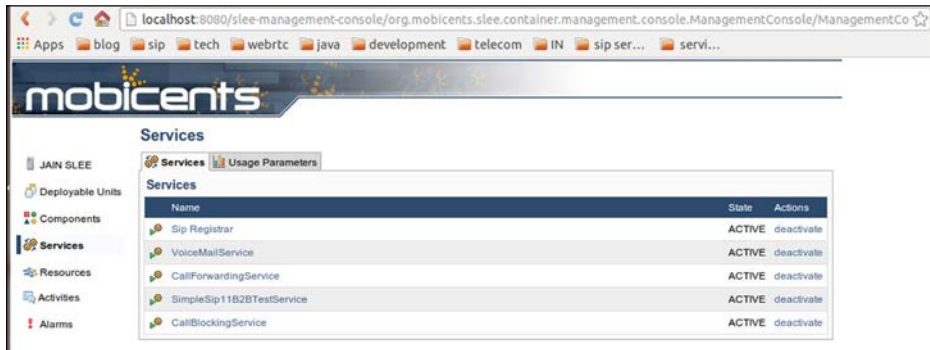 localhost:8080/slee-management-console/org.mobicents.slee.container.management.console.ManagementConsole/ManagementCo
Apps blog sip tech webrtc java development telecom IN sip ser... servi...
mobicents
Services
JAIN SLEE
Deployable Units
Components
Services
Resources
Activities
Alarms
Services Usage Parameters
Services
Name State Actions
Sip Registrar ACTIVE deactivate
VoiceMailService ACTIVE deactivate
CallForwardingService ACTIVE deactivate
SimpleSip11B2BTestService ACTIVE deactivate
CallBlockingService ACTIVE deactivate